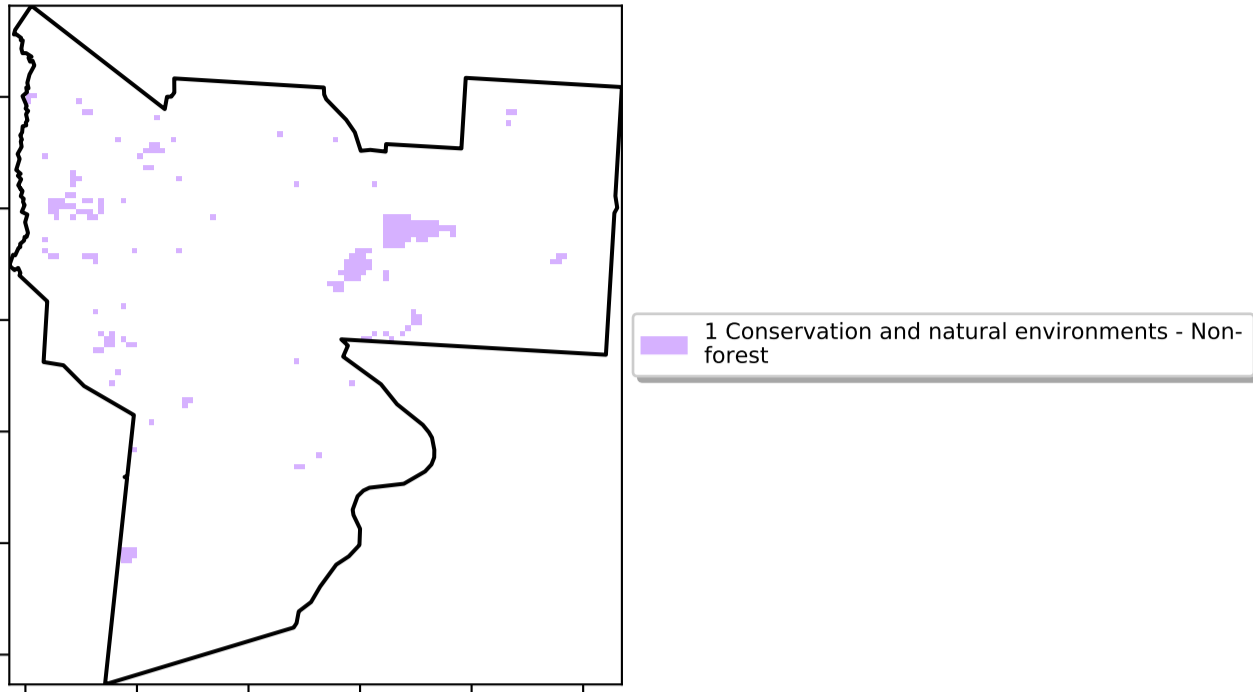 1 Conservation and natural environments - Non-
forest